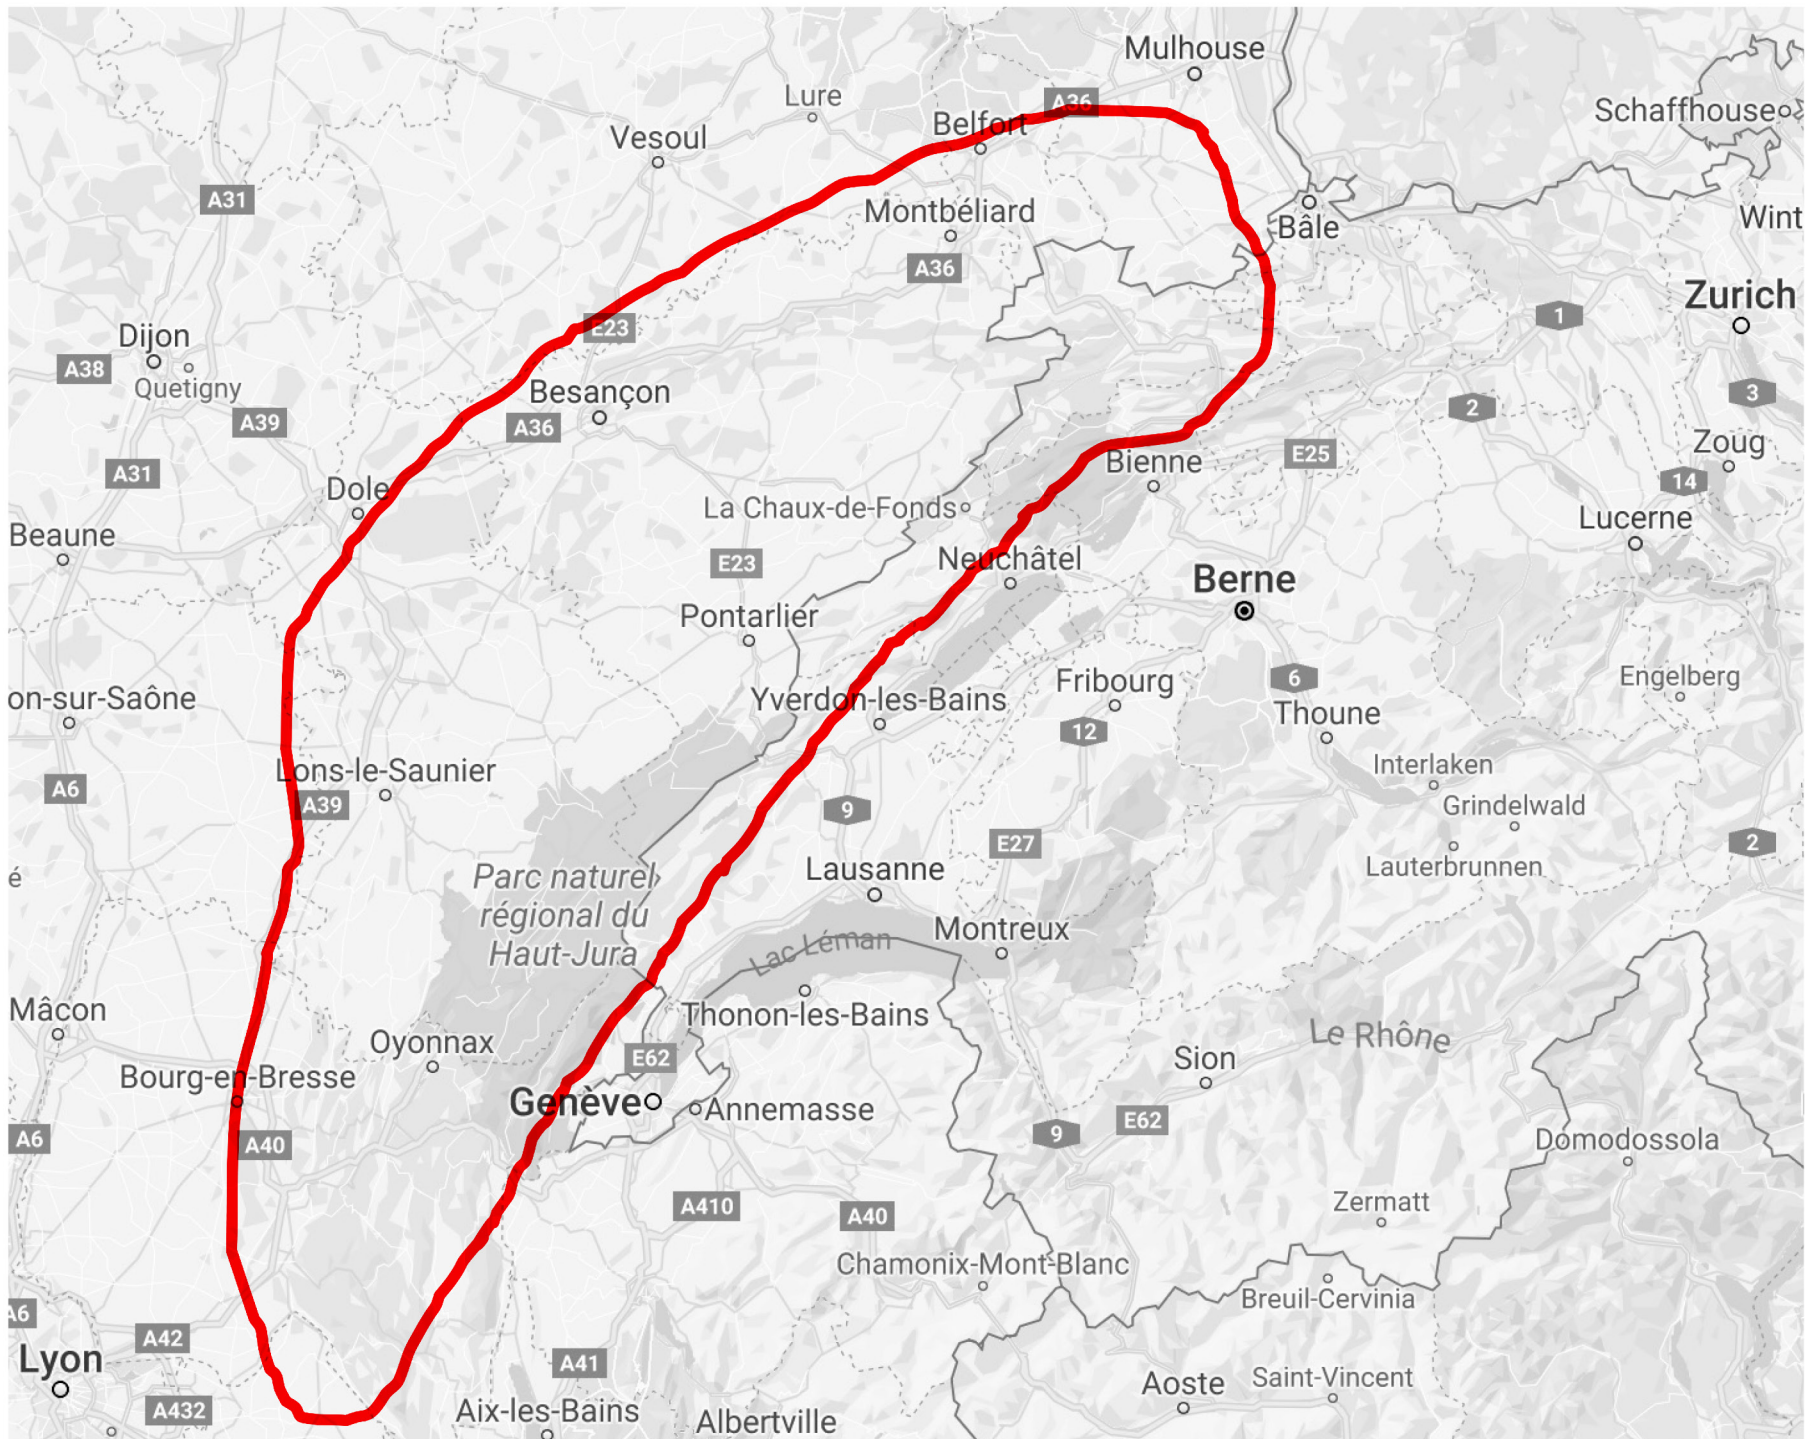 Mulhouse
Lure
A36
Schaffhouse
Belfort
Vesoul
A31
Montbéliard
Bâle
Wint
A36
Zurich
E23
1
Dijon
A38
Quetigny
Besançon
3
2
A39
A36
Zoug
E25
Bienne
A31
14
Dole
La Chaux-de-Fonds
Lucerne
Beaune
E23
Neuchâtel
Berne
Pontarlier
Engelberg
6
Fribourg
on-sur-Saône
Yverdon-les-Bains
Thoune
12
Interlaken
Lons-le-Saunier
A6
A39
Grindelwald
9
E27
2
Lauterbrunnen
Lausanne
é
Parc naturel
régional du
Haut-Jura
Montreux
Lac Léman
Mâcon
Thonon-les-Bains
Le Rhône
Oyonnax
E62
Sion
Bourg-en-Bresse
Genève
Annemasse
E62
9
A6
A40
Domodossola
A410
A40
Zermatt
Chamonix-Mont-Blanc
Breuil-Cervinia
A6
A42
Lyon
A41
Saint-Vincent
Aoste
A432
Aix-les-Bains
Albertville